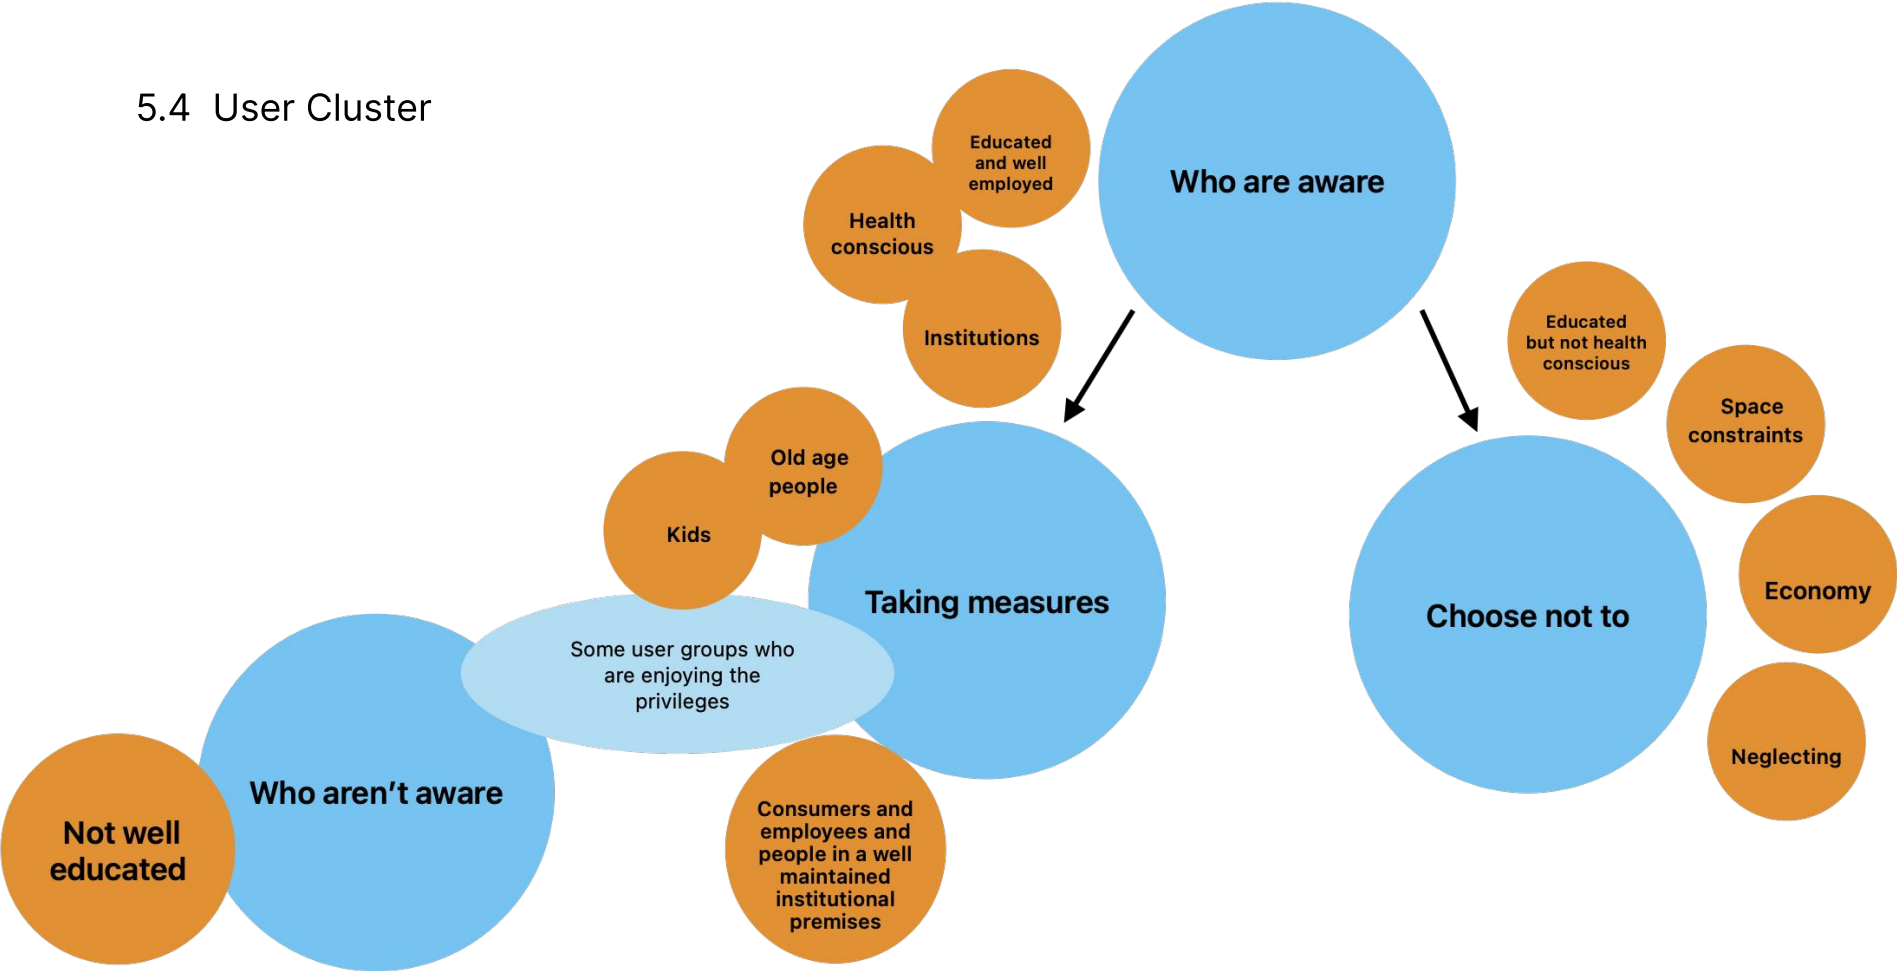 5.4 User Cluster
Who are aware
Educated
and well
employed
Health
conscious
Institutions
Educated
but not health
conscious
Space
constraints
Economy
Neglecting
Choose not to
Old age
people
Kids
Taking measures
Some user groups who
are enjoying the
privileges
Who aren’t aware
Not well
educated
Consumers and
employees and
people in a well
maintained
institutional
premises